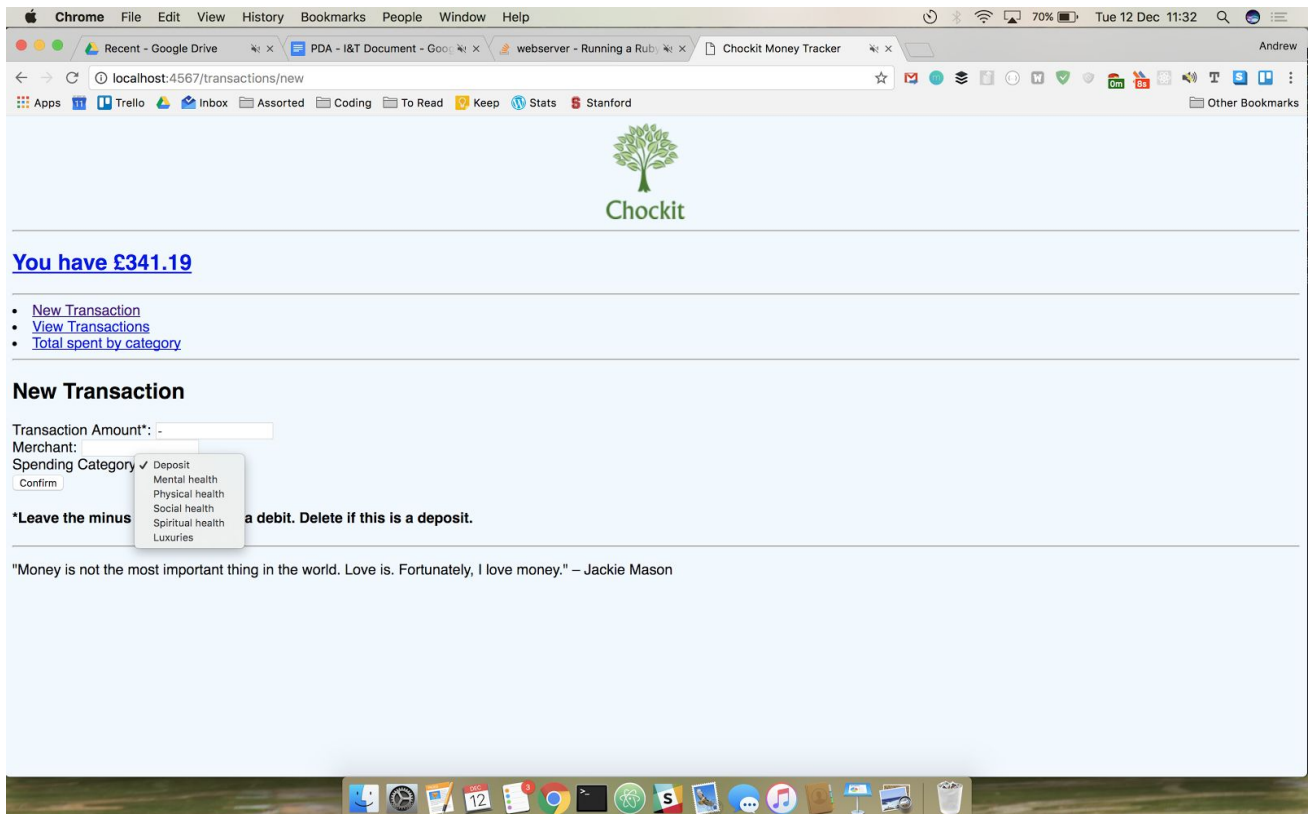 Chrome File Edit View History Bookmarks People Window Help 70% Tue 12 Dec 11:32
Recent - Google Drive PDA - I&T Document - Goog webserver - Running a Rub Chockit Money Tracker Andrew
localhost:4567/transactions/new
Apps 11 Trello Inbox Assorted Coding To Read Keep Stats Stanford Other Bookmarks
Chockit
You have £341.19
• New Transaction
• View Transactions
• Total spent by category
New Transaction
Transaction Amount*: -
Merchant:
Spending Category ✓ Deposit
Mental health
Confirm
Physical health
Social health
*Leave the minus a debit. Delete if this is a deposit.
Spiritual health
Luxuries
"Money is not the most important thing in the world. Love is. Fortunately, I love money." – Jackie Mason
DEC
12
3